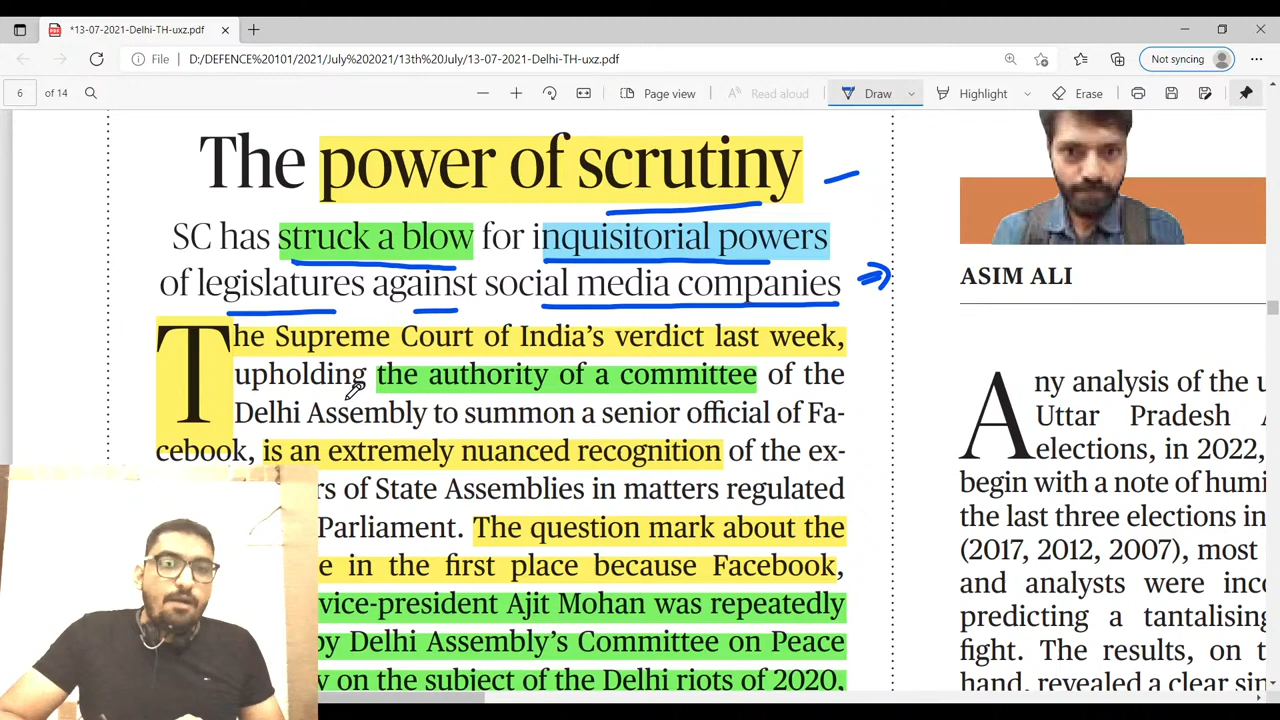 *13-07-2021-Delhi-TH-uxz.pdf
File
D:/DEFENCE%20101/2021/July%202021/13th%20July/13-07-2021-Delhi-TH-uxz.pdf
Not syncing
6 of 14
Page view
Read aloud
Draw
Highlight
Erase
The power of scrutiny
SC has struck a blow for inquisitorial powers
of legislatures against social media companies
The Supreme Court of India's verdict last week,
upholding the authority of a committee of the
Delhi Assembly to summon a senior official of Fa-
cebook, is an extremely nuanced recognition of the ex-
rs of State Assemblies in matters regulated
Parliament. The question mark about the
e in the first place because Facebook,
vice-president Ajit Mohan was repeatedly
by Delhi Assembly's Committee on Peace
on the subject of the Delhi riots of 2020,
ASIM ALI
Any analysis of the u
Uttar Pradesh
elections, in 2022,
begin with a note of humi
the last three elections in
(2017, 2012, 2007), most
and analysts were inc
predicting a tantalising
fight. The results, on
hand, revealed a clear